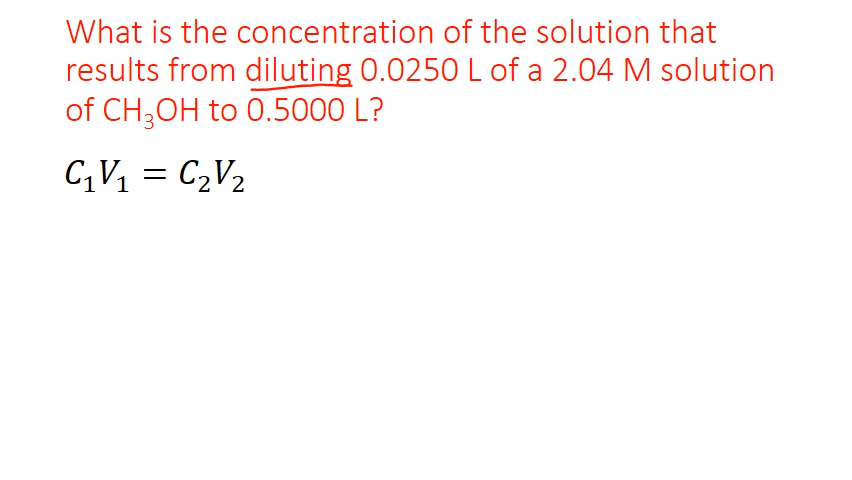 What is the concentration of the solution that
results from diluting 0.0250 L of a 2.04 M solution
of CH₃OH to 0.5000 L?
C₁V₁ = C₂V₂